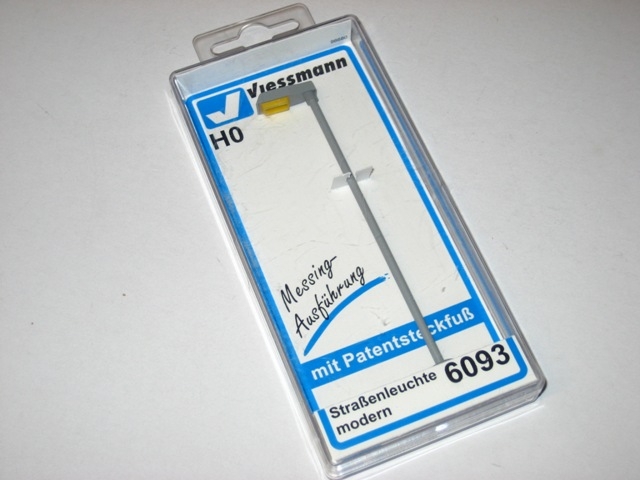 Viessmann
H0
Messing-
Ausführung
mit Patentsteckfuß
Straßenleuchte
modern
6093